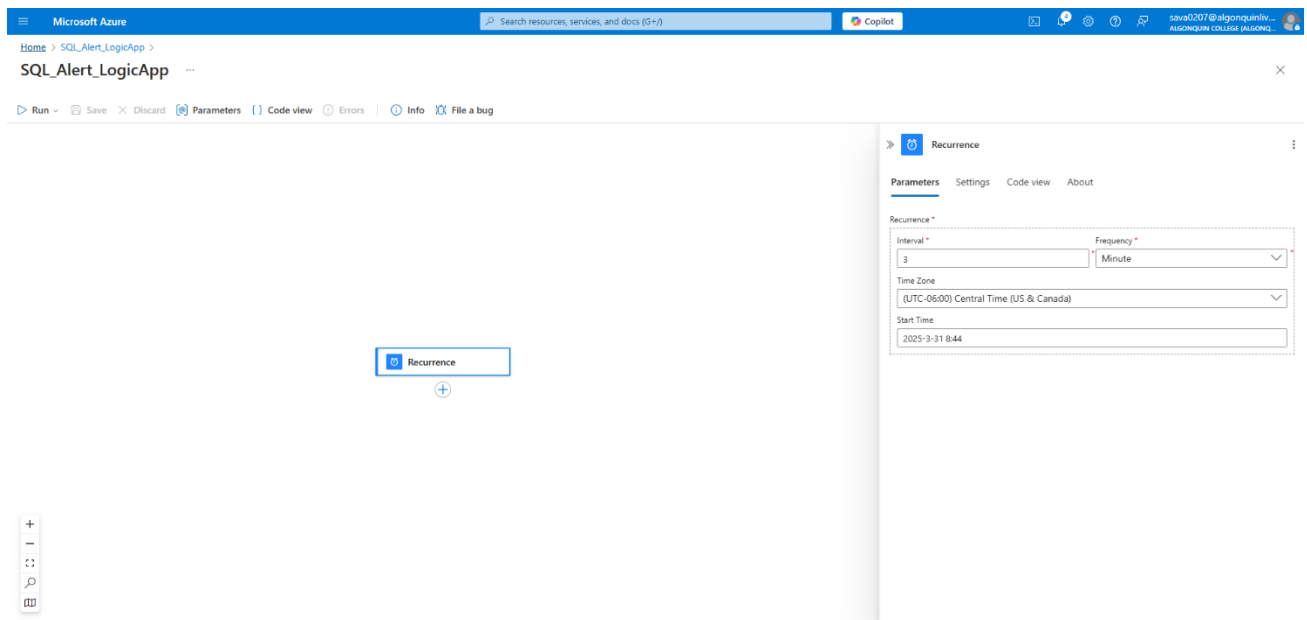 Microsoft Azure
Search resources, services, and docs (G+/)
Copilot
4
sava0207@algonquinliv...
ALGONQUIN COLLEGE (ALGONQ...
Home > SQL_Alert_LogicApp >
SQL_Alert_LogicApp ...
Run Save Discard Parameters Code view Errors Info File a bug
Recurrence
Parameters Settings Code view About
Recurrence *
Interval * Frequency *
3 * Minute *
Time Zone
(UTC-06:00) Central Time (US & Canada)
Start Time
2025-3-31 8:44
Recurrence